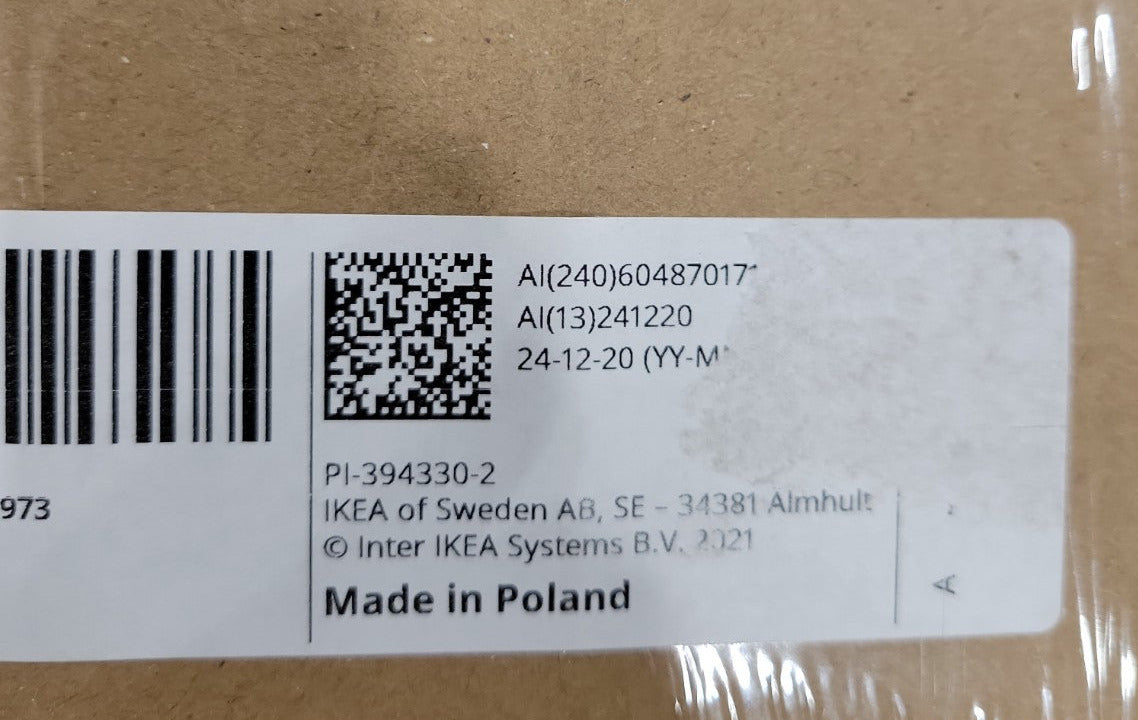 AI(240)60487017
AI(13)241220
24-12-20 (YY-M
PI-394330-2
973
IKEA of Sweden AB, SE – 34381 Älmhult
© Inter IKEA Systems B.V. 2021
Made in Poland
A